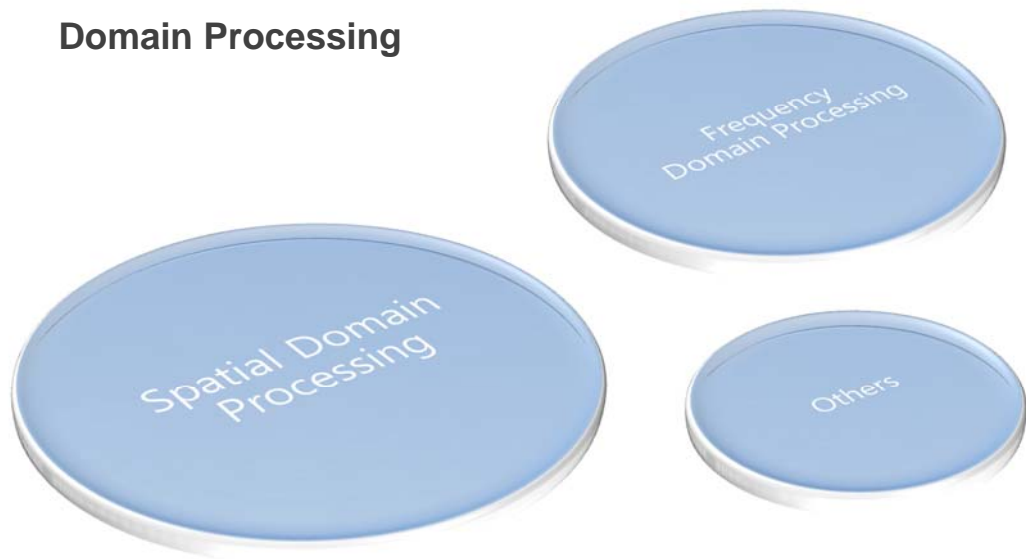 Domain Processing
Frequency
Domain Processing
Spatial Domain
Processing
Others